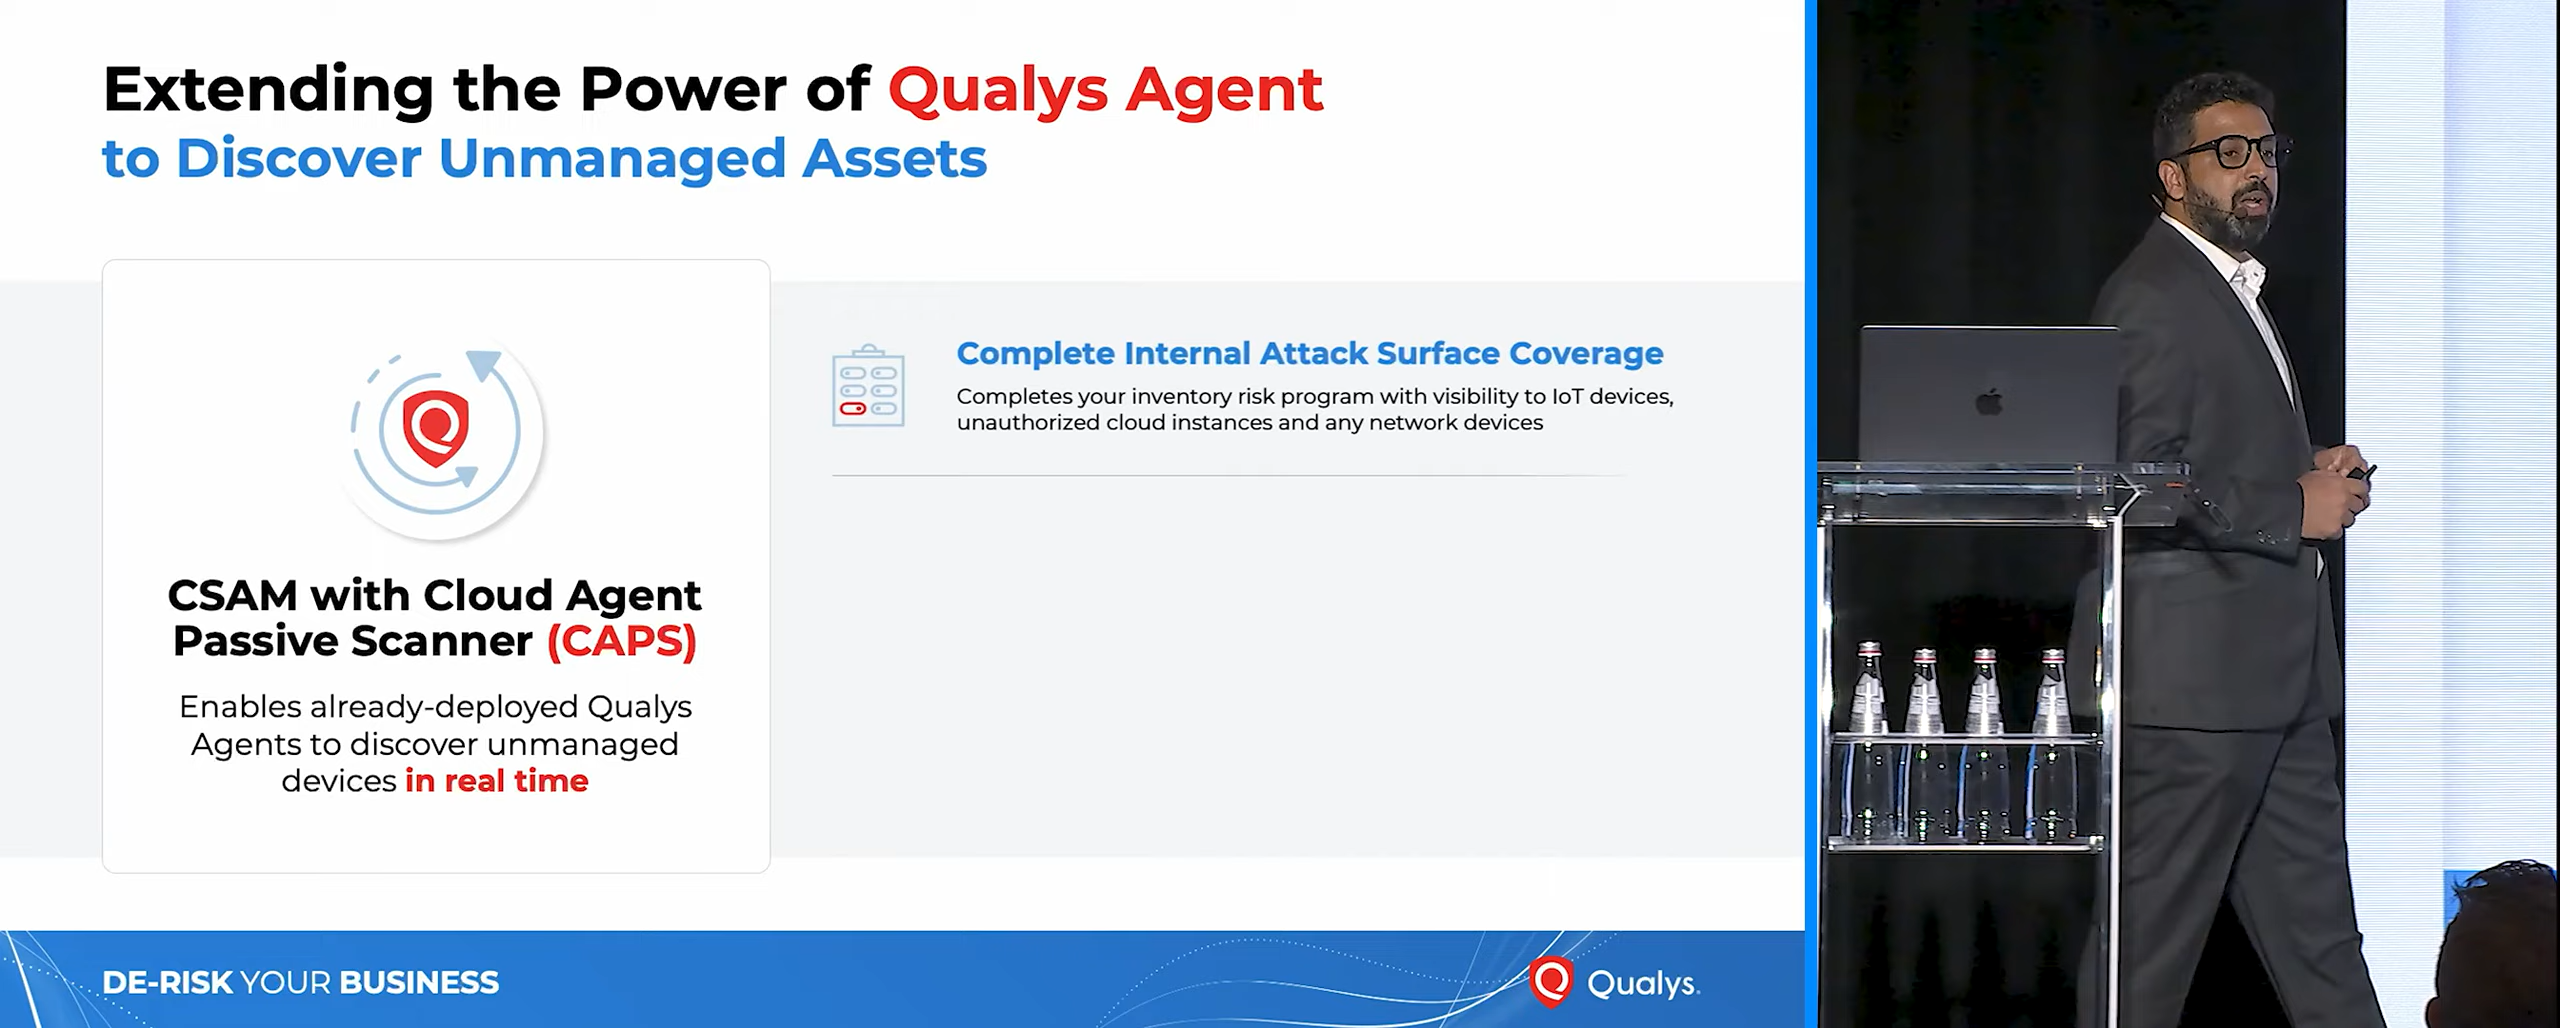 Extending the Power of Qualys Agent
to Discover Unmanaged Assets
CSAM with Cloud Agent
Passive Scanner (CAPS)
Enables already-deployed Qualys
Agents to discover unmanaged
devices in real time
Complete Internal Attack Surface Coverage
Completes your inventory risk program with visibility to IoT devices,
unauthorized cloud instances and any network devices
DE-RISK YOUR BUSINESS
Qualys.